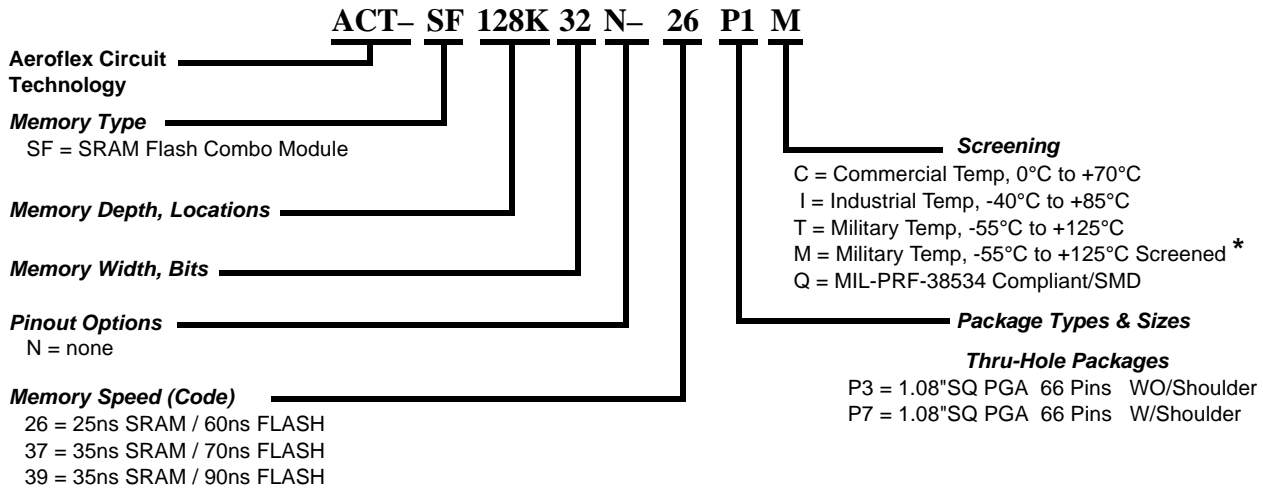 ACT– SF 128K 32 N– 26 P1 M
Aeroflex Circuit
Technology
Memory Type
SF = SRAM Flash Combo Module
Memory Depth, Locations
Memory Width, Bits
Pinout Options
N = none
Memory Speed (Code)
26 = 25ns SRAM / 60ns FLASH
37 = 35ns SRAM / 70ns FLASH
39 = 35ns SRAM / 90ns FLASH
Screening
C = Commercial Temp, 0°C to +70°C
I = Industrial Temp, -40°C to +85°C
T = Military Temp, -55°C to +125°C
M = Military Temp, -55°C to +125°C Screened *
Q = MIL-PRF-38534 Compliant/SMD
Package Types & Sizes
Thru-Hole Packages
P3 = 1.08"SQ PGA 66 Pins WO/Shoulder
P7 = 1.08"SQ PGA 66 Pins W/Shoulder